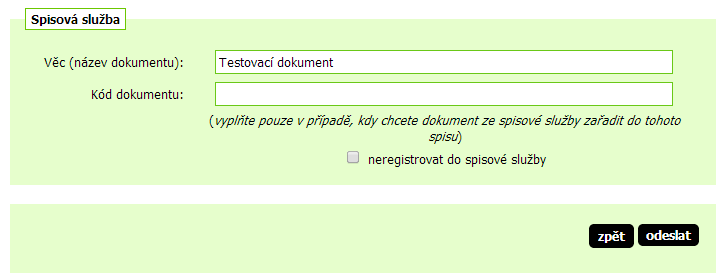 Spisová služba
Věc (název dokumentu): Testovací dokument
Kód dokumentu:
(vyplňte pouze v případě, kdy chcete dokument ze spisové služby zařadit do tohoto
spisu)
neregistrovat do spisové služby
zpět odeslat